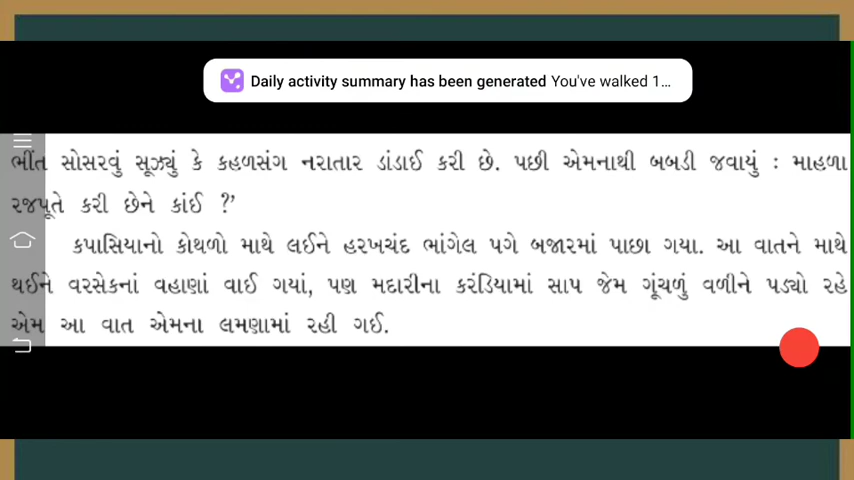 Daily activity summary has been generated You've walked 1...
ભીંત સોસરવું સૂઝ્યું કે કહળસંગ નરાતાર ડાંડાઈ કરી છે. પછી એમનાથી બબડી જવાયું : માહળા
રજપૂતે કરી છેને કાંઈ ?'
કપાસિયાનો કોથળો માથે લઈને હરખચંદ ભાંગેલ પગે બજારમાં પાછા ગયા. આ વાતને માથે
થઈને વરસેકનાં વહાણાં વાઈ ગયાં, પણ મદારીના કરંડિયામાં સાપ જેમ ગૂંચળું વળીને પડ્યો રહે
એમ આ વાત એમના લમણામાં રહી ગઈ.